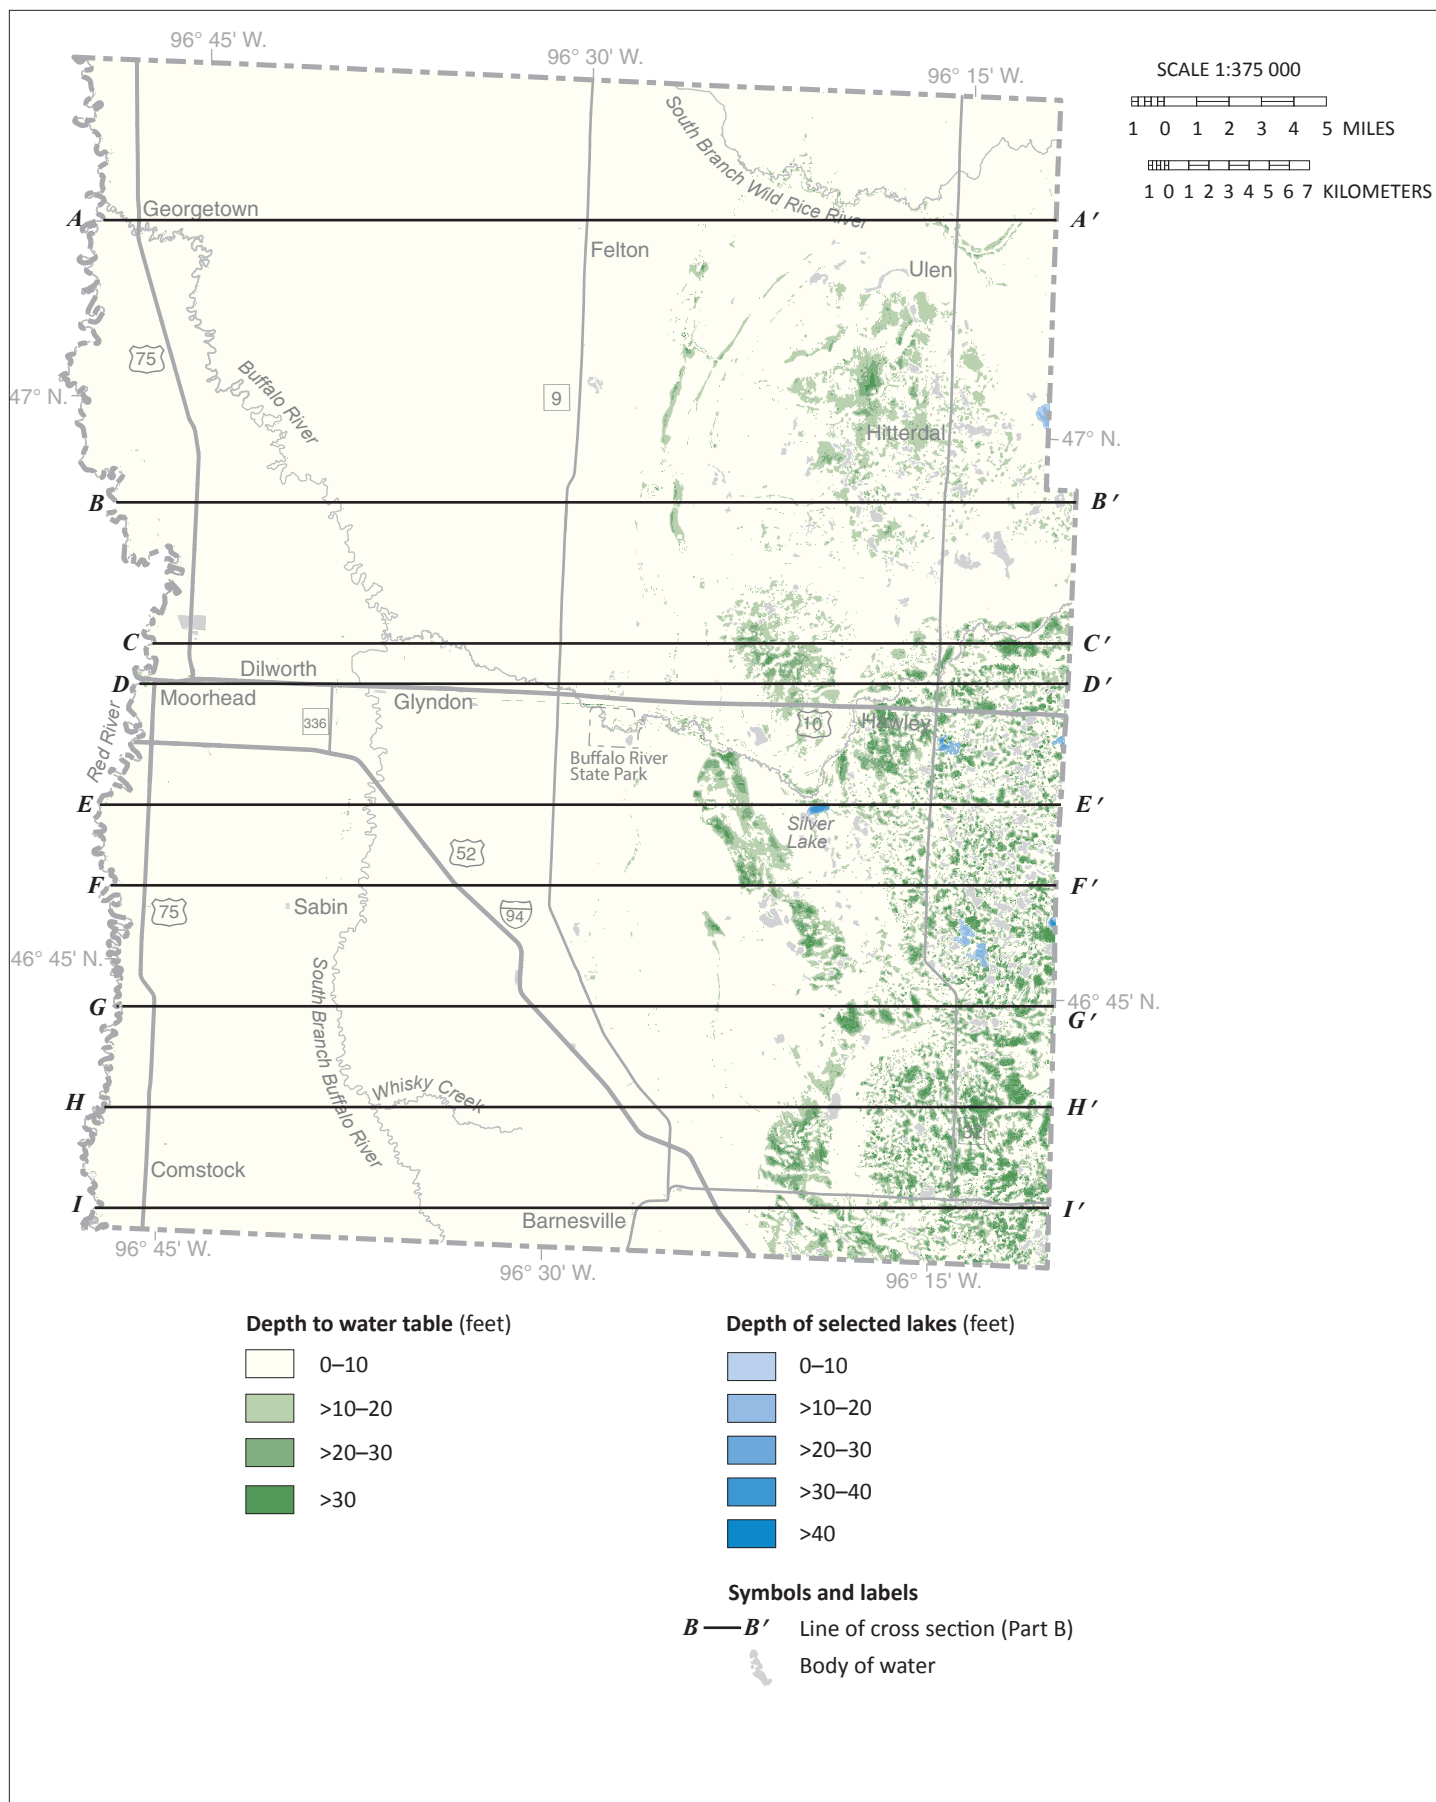 96° 45' W.
96° 30' W.
96° 15' W.
SCALE 1:375 000
1 0 1 2 3 4 5 MILES
1 0 1 2 3 4 5 6 7 KILOMETERS
South Branch Wild Rice River
A
Georgetown
A'
Felton
Ulen
75
Buffalo River
47° N.
9
Hitterdal
47° N.
B
B'
C
C'
Dilworth
D
D'
Moorhead
Glyndon
336
10
Hawley
Red River
Buffalo River
State Park
E
E'
Silver
Lake
52
F
F'
75
Sabin
94
46° 45' N.
South Branch Buffalo River
46° 45' N.
G
G'
Whisky Creek
H
H'
32
Comstock
I
I'
Barnesville
96° 45' W.
96° 30' W.
96° 15' W.
Depth to water table (feet)
0–10
>10–20
>20–30
>30
Depth of selected lakes (feet)
0–10
>10–20
>20–30
>30–40
>40
Symbols and labels
B B' Line of cross section (Part B)
Body of water